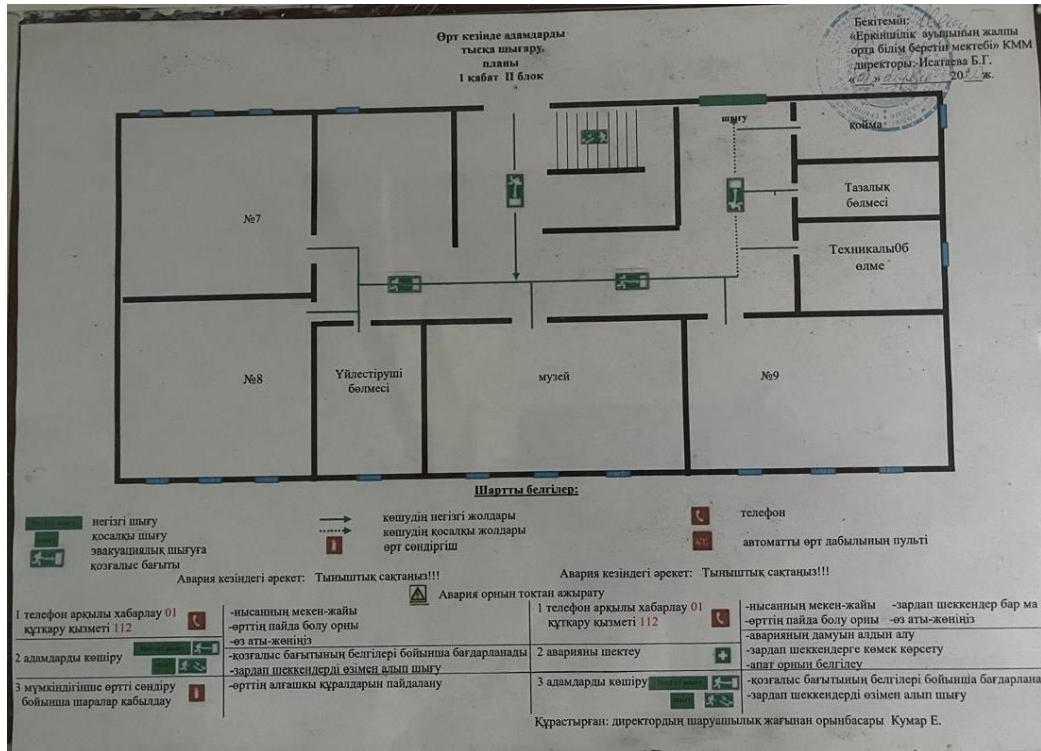 Өрт кезінде адамдарды
тысқа шығару,
планы
1 қабат II блок
Бекітемін:
«Еркіншілік ауылының жалпы
орта білім беретін мектебі» КММ
директоры: Исатаева Б.Г.
20 ж.
шығу
қойма
Тазалық
бөлмесі
№7
Техникалы0б
өлме
№8
Үйлестіруші
бөлмесі
музей
№9
Шартты белгілер:
негізгі шығу
қосалқы шығу
эвакуациялық шығуға
қозғалыс бағыты
көшудің негізгі жолдары
көшудің қосалқы жолдары
өрт сөндіргіш
телефон
автоматты өрт дабылының пульті
Авария кезіндегі әрекет: Тыныштық сақтаңыз!!!
Авария кезіндегі әрекет: Тыныштық сақтаңыз!!!
Авария орнын токтан ажырату
1 телефон арқылы хабарлау 01
құтқару қызметі 112
-нысанның мекен-жайы
-өрттің пайда болу орны
-өз аты-жөніңіз
2 адамдарды көшіру
-қозғалыс бағытының белгілері бойынша бағдарланады
-зардап шеккендерді өзімен алып шығу
3 мүмкіндігінше өртті сөндіру
бойынша шаралар қабылдау
-өрттің алғашқы құралдарын пайдалану
1 телефон арқылы хабарлау 01
құтқару қызметі 112
-нысанның мекен-жайы -зардап шеккендер бар ма
-өрттің пайда болу орны -өз аты-жөніңіз
2 аварияны шектеу
-аварияның дамуын алдын алу
-зардап шеккендерге көмек көрсету
-апат орнын белгілеу
3 адамдарды көшіру
-қозғалыс бағытының белгілері бойынша бағдарлана
-зардап шеккендерді өзімен алып шығу
Құрастырған: директордың шаруашылық жағынан орынбасары Кумар Е.